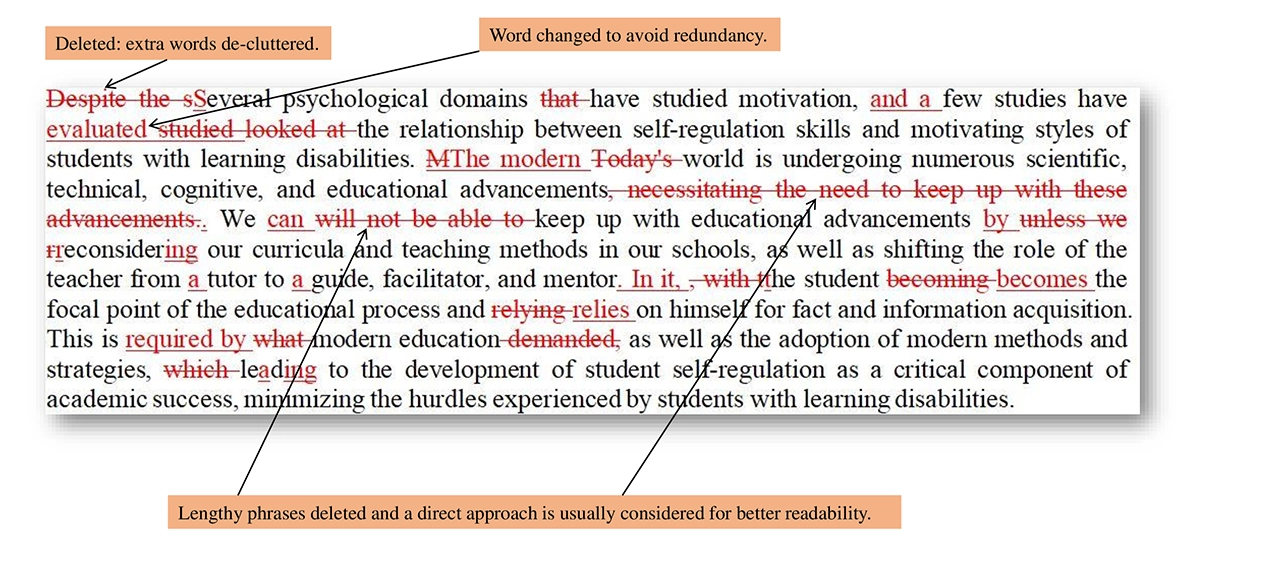 Deleted: extra words de-cluttered.
Word changed to avoid redundancy.
Despite the sSeveral psychological domains that have studied motivation, and a few studies have
evaluated studied looked at the relationship between self-regulation skills and motivating styles of
students with learning disabilities. MThe modern Today's world is undergoing numerous scientific,
technical, cognitive, and educational advancements, necessitating the need to keep up with these
advancements.. We can will not be able to keep up with educational advancements by unless we
rreconsidering our curricula and teaching methods in our schools, as well as shifting the role of the
teacher from a tutor to a guide, facilitator, and mentor. In it, , with tthe student becoming becomes the
focal point of the educational process and relying relies on himself for fact and information acquisition.
This is required by what modern education demanded, as well as the adoption of modern methods and
strategies, which leading to the development of student self-regulation as a critical component of
academic success, minimizing the hurdles experienced by students with learning disabilities.
Lengthy phrases deleted and a direct approach is usually considered for better readability.